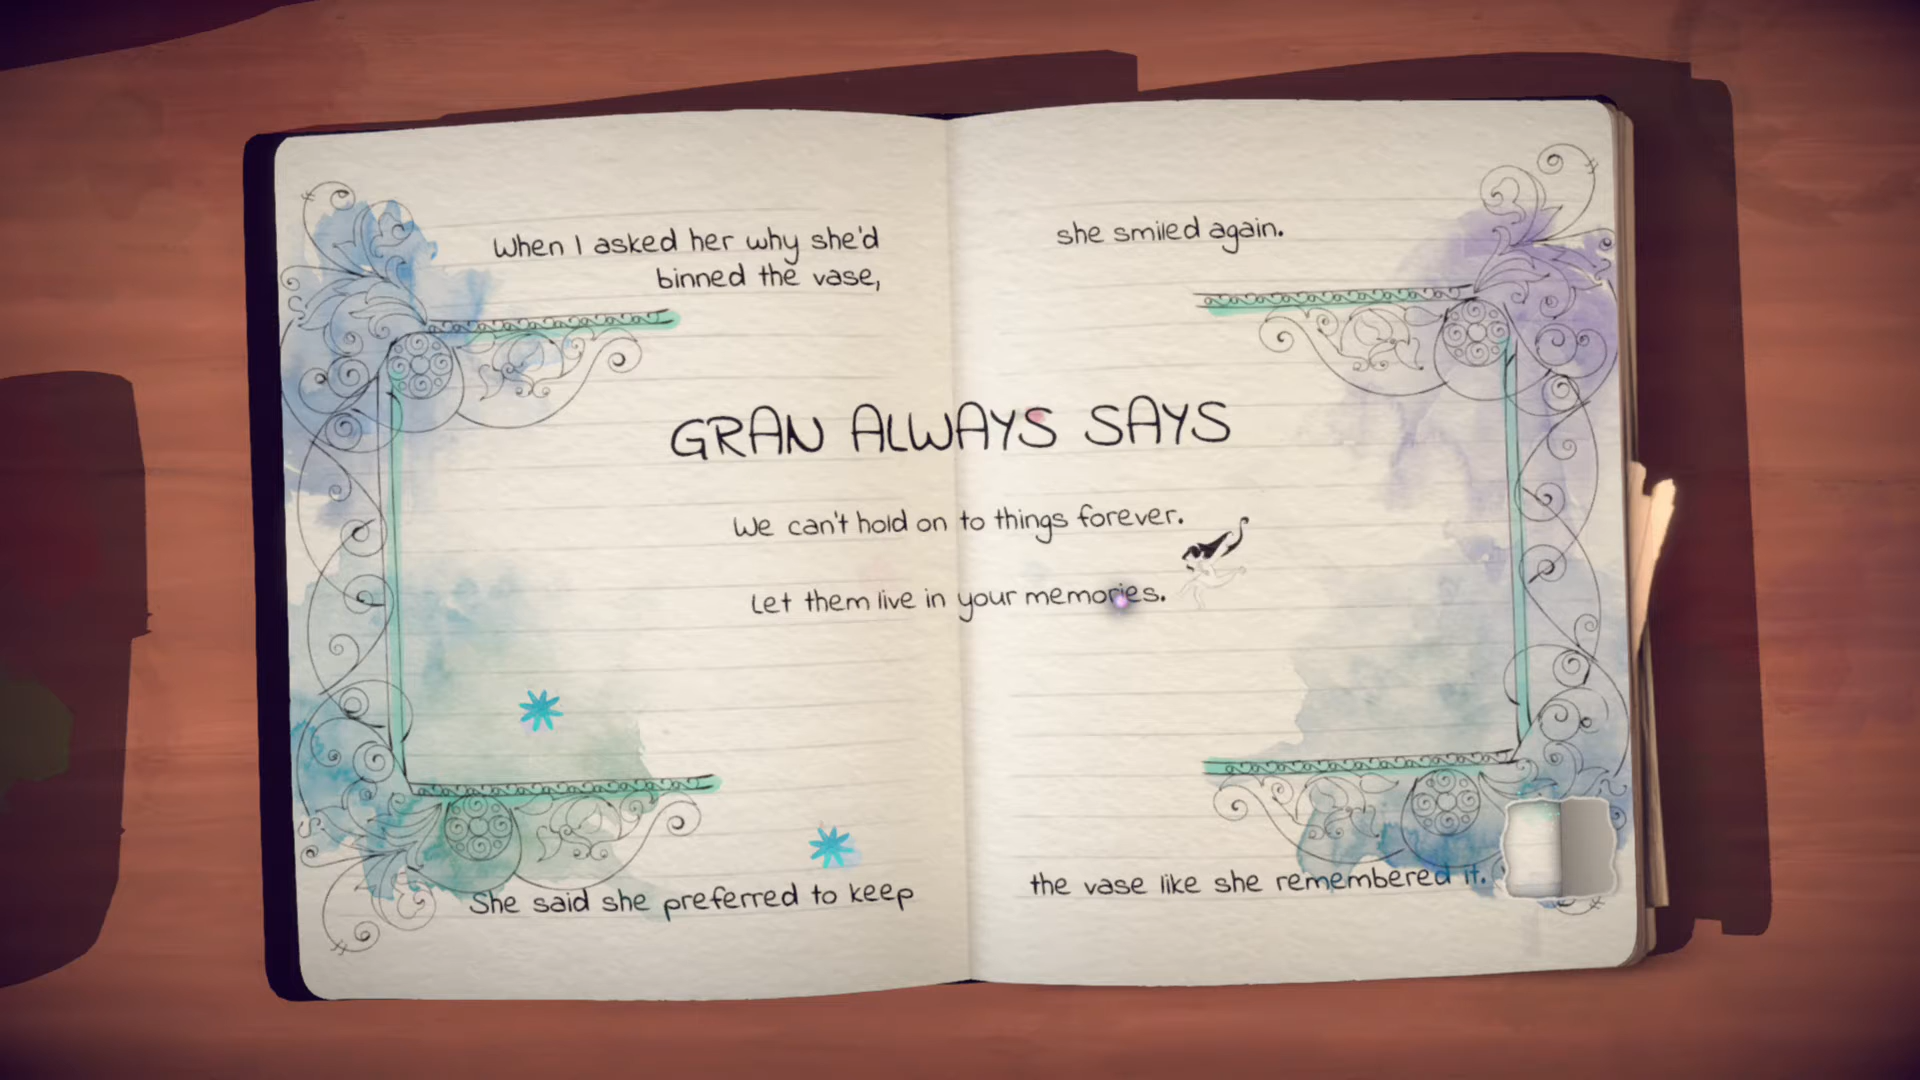 When I asked her why she'd
binned the vase,
she smiled again.
GRAN ALWAYS SAYS
We can't hold on to things forever.
Let them live in your memories.
She said she preferred to keep
the vase like she remembered it.